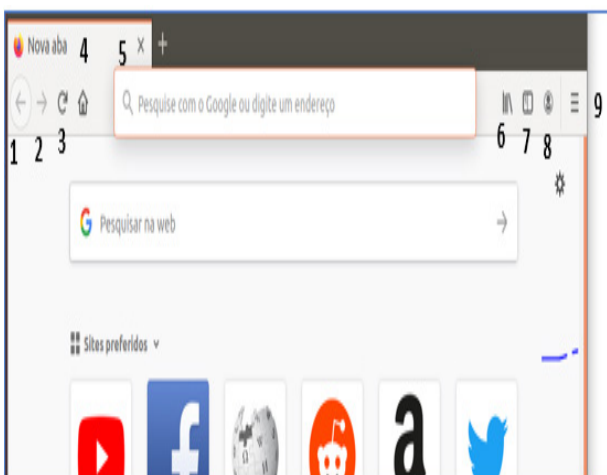 Nova aba 4 5
Pesquise com o Google ou digite um endereço
9
1 2 3 6 7 8
G Pesquisar na web
Sites preferidos
f W a